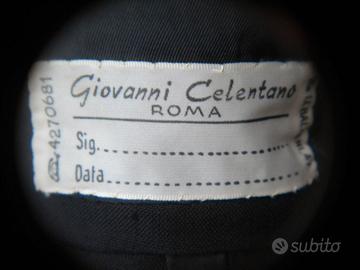 Giovanni Celentano
ROMA
Sig.
Data
4270681
subito